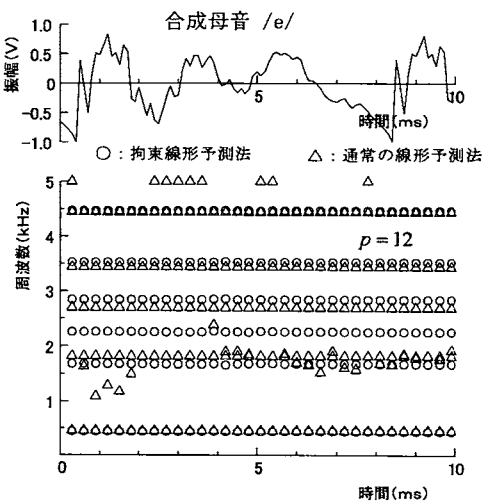 合成母音 /e/
振幅(V)
1.0
0.5
0
-0.5
-1.0
5
10
時間(ms)
○：拘束線形予測法 △：通常の線形予測法
周波数(kHz)
5
4
3
2
1
p=12
0 5 10
時間(ms)